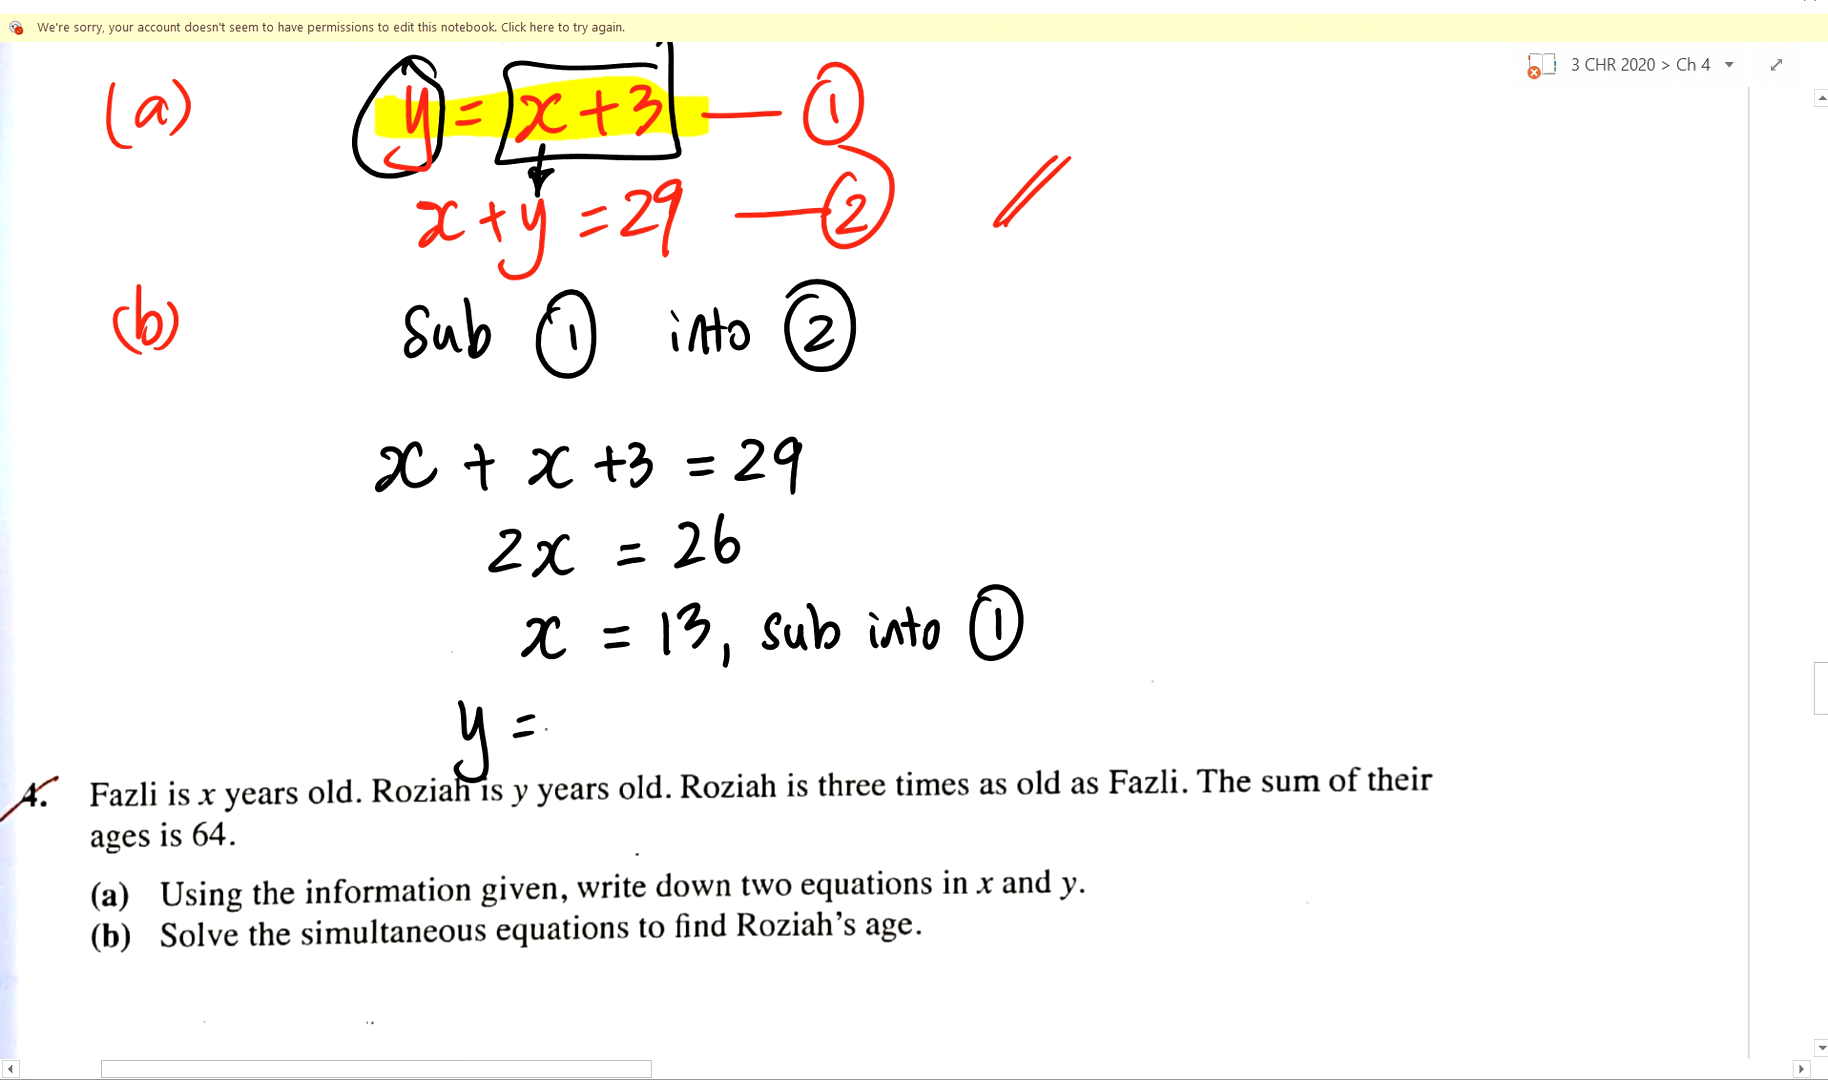 We're sorry, your account doesn't seem to have permissions to edit this notebook. Click here to try again.
3 CHR 2020 > Ch 4
(a) y = x + 3 — ①
x + y = 29 — ②
(b) Sub ① into ②
x + x + 3 = 29
2x = 26
x = 13, sub into ①
y =
4. Fazli is x years old. Roziah is y years old. Roziah is three times as old as Fazli. The sum of their
ages is 64.
(a) Using the information given, write down two equations in x and y.
(b) Solve the simultaneous equations to find Roziah's age.